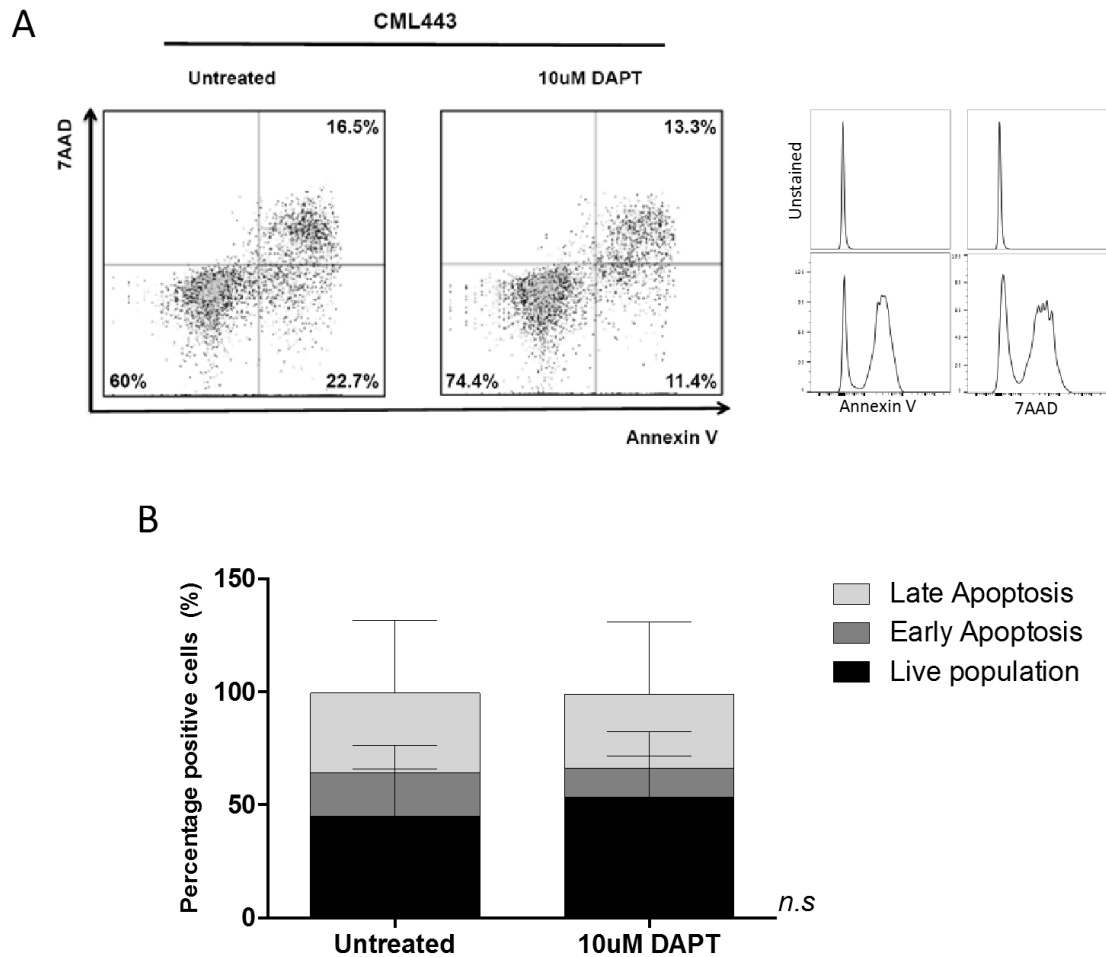 A
CML443
Untreated
10uM DAPT
7AAD
16.5%
60%
22.7%
13.3%
74.4%
11.4%
Annexin V
Unstained
Annexin V
7AAD
B
Percentage positive cells (%)
150
100
50
0
Untreated
10uM DAPT
n.s
Late Apoptosis
Early Apoptosis
Live population